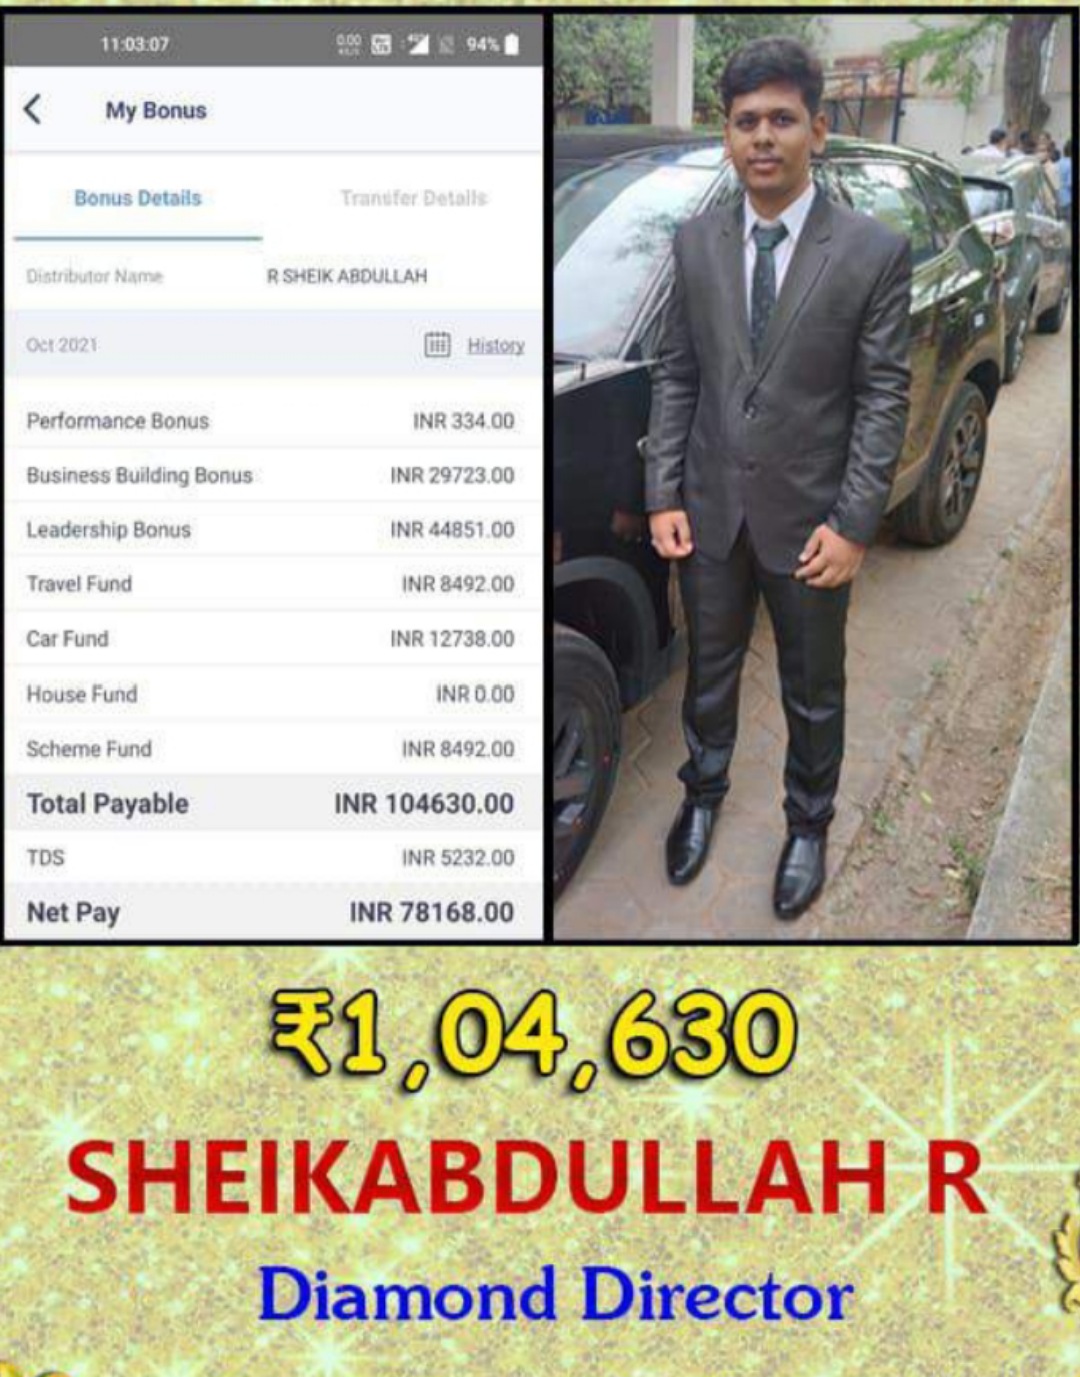 11:03:07
0.00
94%
My Bonus
Bonus Details Transfer Details
Distributor Name R SHEIK ABDULLAH
Oct 2021 History
Performance Bonus INR 334.00
Business Building Bonus INR 29723.00
Leadership Bonus INR 44851.00
Travel Fund INR 8492.00
Car Fund INR 12738.00
House Fund INR 0.00
Scheme Fund INR 8492.00
Total Payable INR 104630.00
TDS INR 5232.00
Net Pay INR 78168.00
₹1,04,630
SHEIKABDULLAH R
Diamond Director